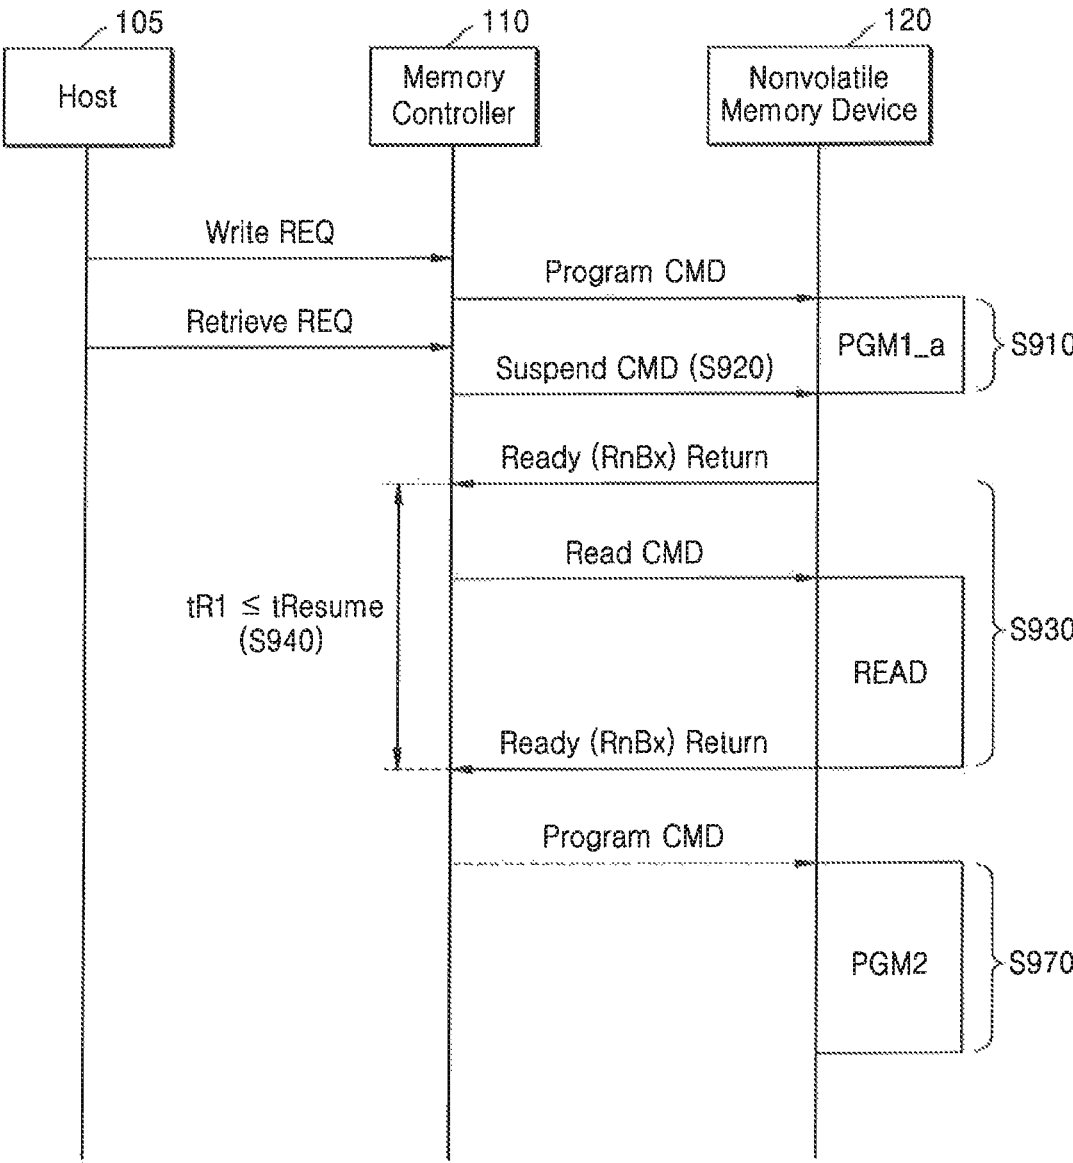 105
110
120
Host
Memory
Controller
Nonvolatile
Memory Device
Write REQ
Program CMD
Retrieve REQ
PGM1_a
S910
Suspend CMD (S920)
Ready (RnBx) Return
Read CMD
tR1 ≤ tResume
(S940)
S930
READ
Ready (RnBx) Return
Program CMD
PGM2
S970